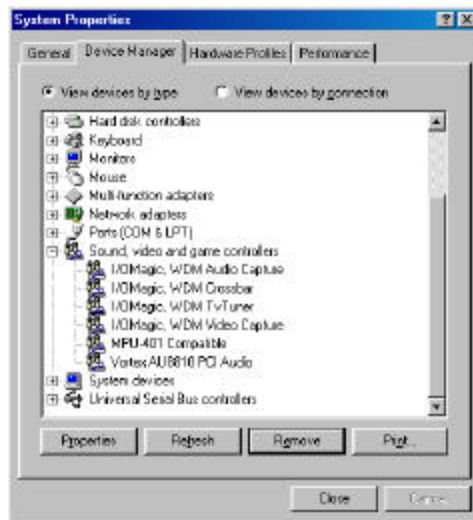 System Properties
General Device Manager Hardware Profiles Performance
View devices by type View devices by connection
Hard disk controllers
Keyboard
Monitors
Mouse
Multi-function adapters
Network adapters
Ports (COM & LPT)
Sound, video and game controllers
I/OMagic, WDM Audio Capture
I/OMagic, WDM Crossbar
I/OMagic, WDM TvTuner
I/OMagic, WDM Video Capture
MPU-401 Compatible
Vortex AU8810 PCI Audio
System devices
Universal Serial Bus controllers
Properties Refresh Remove Print...
Close Cancel